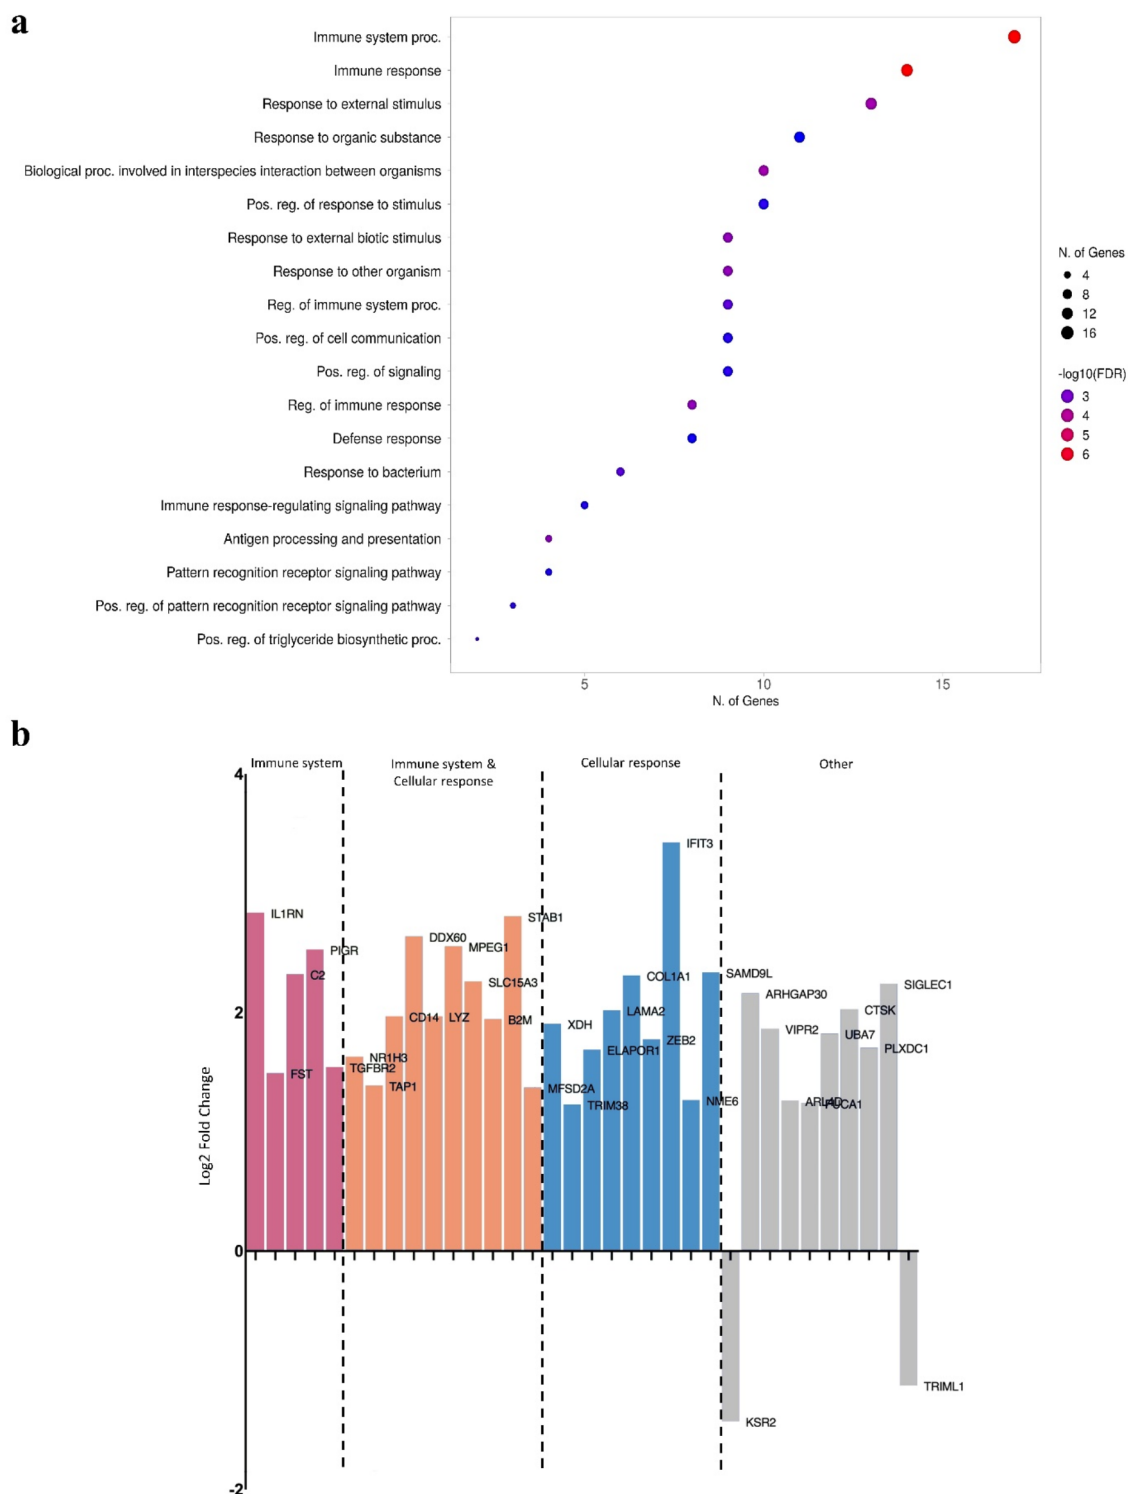 a
Immune system proc.
Immune response
Response to external stimulus
Response to organic substance
Biological proc. involved in interspecies interaction between organisms
Pos. reg. of response to stimulus
Response to external biotic stimulus
Response to other organism
Reg. of immune system proc.
Pos. reg. of cell communication
Pos. reg. of signaling
Reg. of immune response
Defense response
Response to bacterium
Immune response-regulating signaling pathway
Antigen processing and presentation
Pattern recognition receptor signaling pathway
Pos. reg. of pattern recognition receptor signaling pathway
Pos. reg. of triglyceride biosynthetic proc.
5 10 15
N. of Genes
N. of Genes
4
8
12
16
-log10(FDR)
3
4
5
6
b
Immune system
Immune system &
Cellular response
Cellular response
Other
Log2 Fold Change
4
2
0
-2
IL1RN
FST
C2
PIGR
TGFBR2
NR1H3
TAP1
CD14
DDX60
LYZ
MPEG1
SLC15A3
B2M
STAB1
MFSD2A
XDH
TRIM38
ELAPOR1
LAMA2
COL1A1
ZEB2
IFIT3
NME6
SAMD9L
KSR2
ARHGAP30
VIPR2
ARL4D
FUCA1
UBA7
CTSK
PLXDC1
SIGLEC1
TRIML1